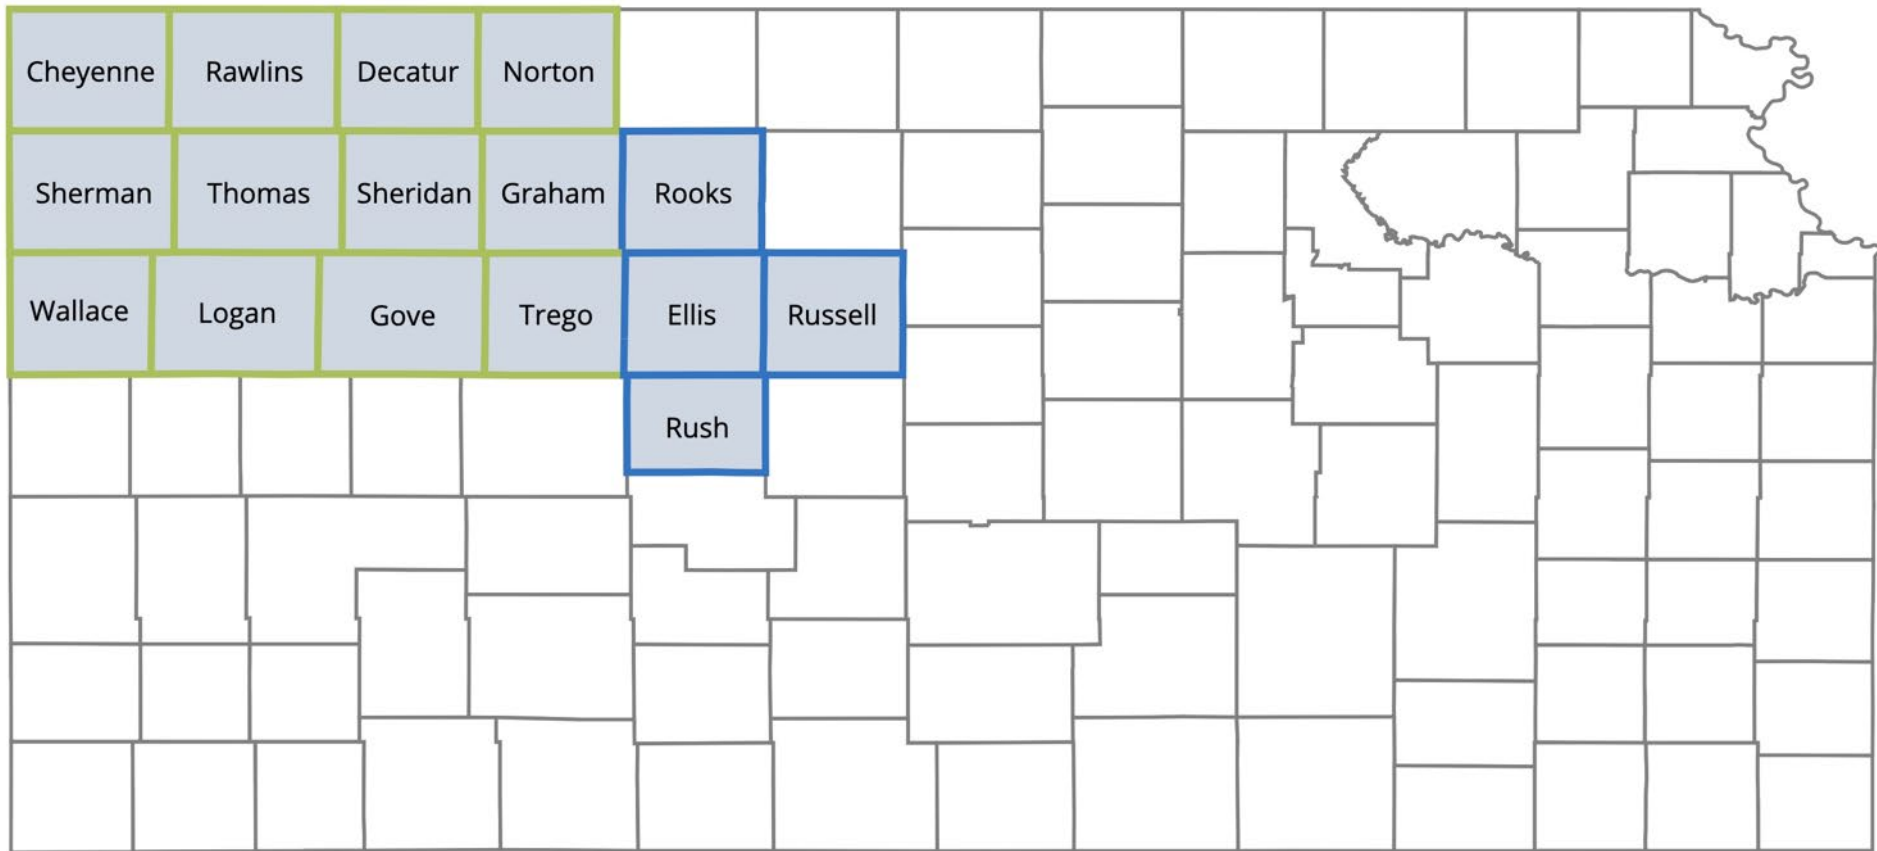 Cheyenne
Rawlins
Decatur
Norton
Sherman
Thomas
Sheridan
Graham
Rooks
Wallace
Logan
Gove
Trego
Ellis
Russell
Rush